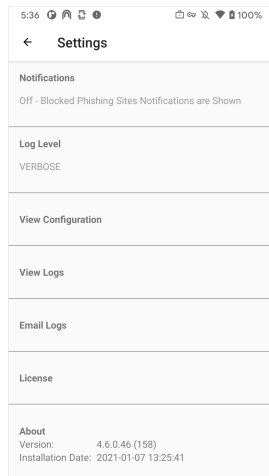 5:36
100%
Settings
Notifications
Off - Blocked Phishing Sites Notifications are Shown
Log Level
VERBOSE
View Configuration
View Logs
Email Logs
License
About
Version: 4.6.0.46 (158)
Installation Date: 2021-01-07 13:25:41